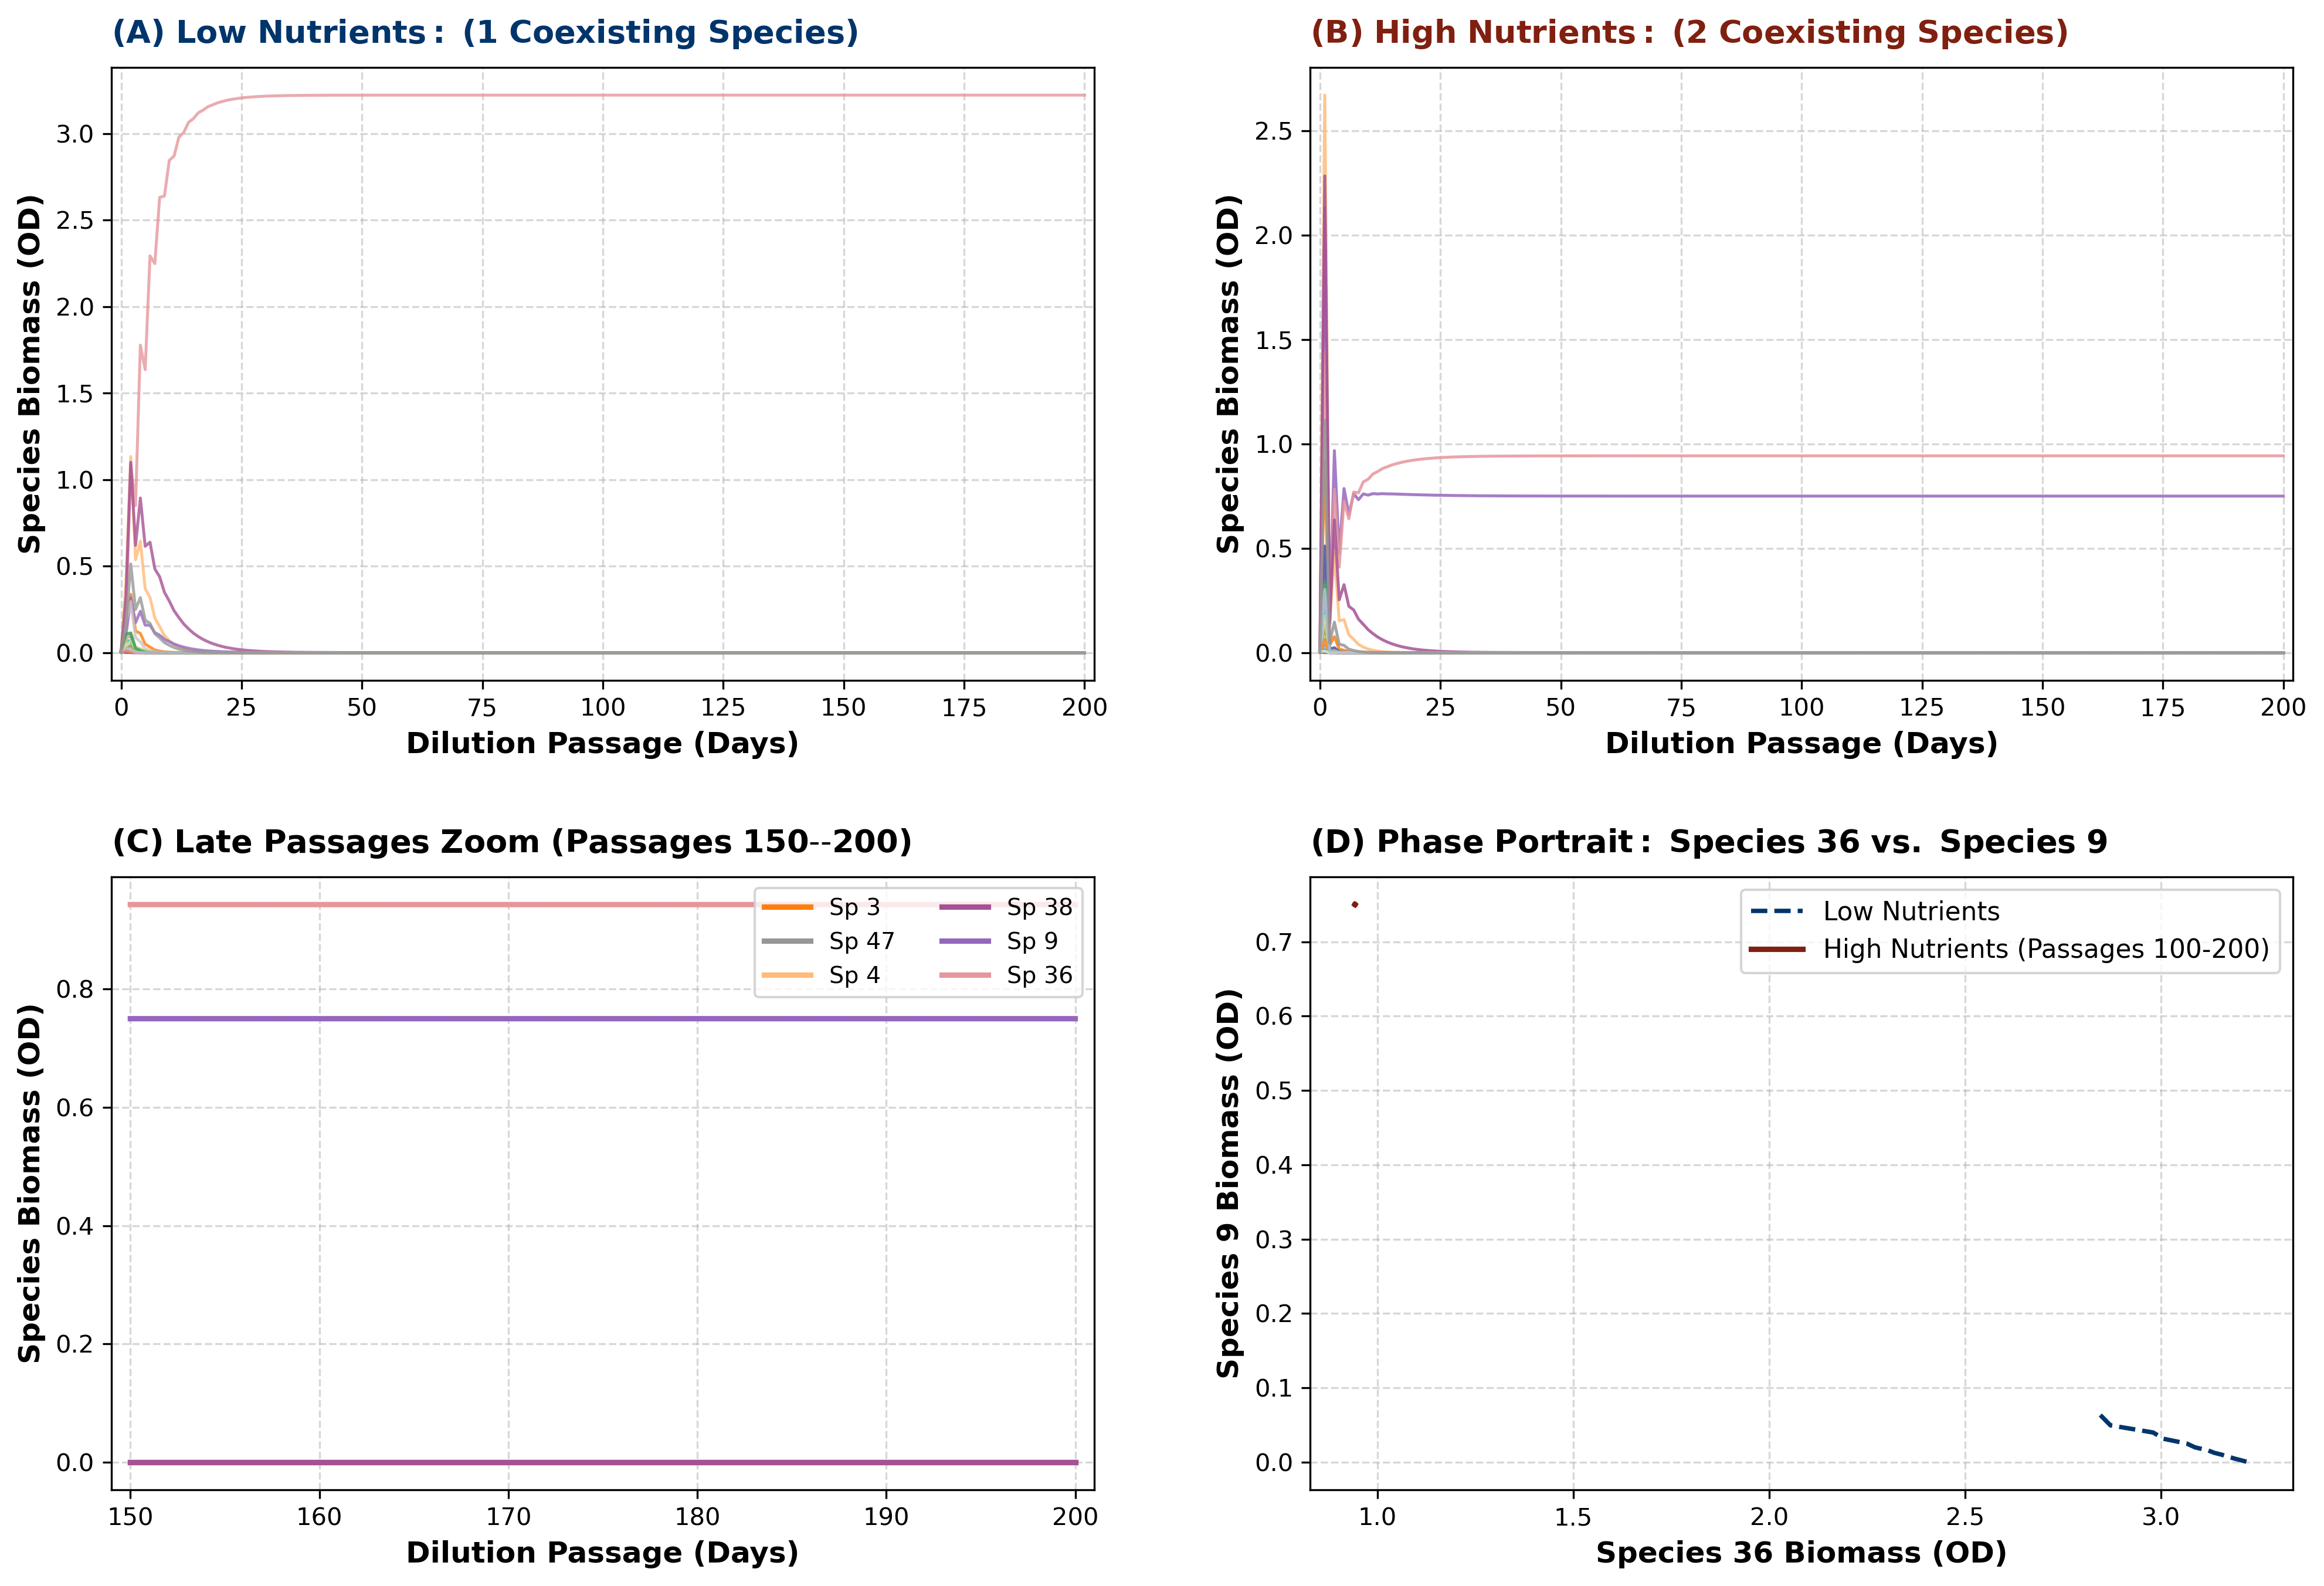 (A) Low Nutrients: (1 Coexisting Species)
Species Biomass (OD)
3.0
2.5
2.0
1.5
1.0
0.5
0.0
0 25 50 75 100 125 150 175 200
Dilution Passage (Days)
(B) High Nutrients: (2 Coexisting Species)
Species Biomass (OD)
2.5
2.0
1.5
1.0
0.5
0.0
0 25 50 75 100 125 150 175 200
Dilution Passage (Days)
(C) Late Passages Zoom (Passages 150--200)
Species Biomass (OD)
0.8
0.6
0.4
0.2
0.0
Sp 3 Sp 38
Sp 47 Sp 9
Sp 4 Sp 36
150 160 170 180 190 200
Dilution Passage (Days)
(D) Phase Portrait: Species 36 vs. Species 9
Species 9 Biomass (OD)
0.7
0.6
0.5
0.4
0.3
0.2
0.1
0.0
Low Nutrients
High Nutrients (Passages 100-200)
1.0 1.5 2.0 2.5 3.0
Species 36 Biomass (OD)